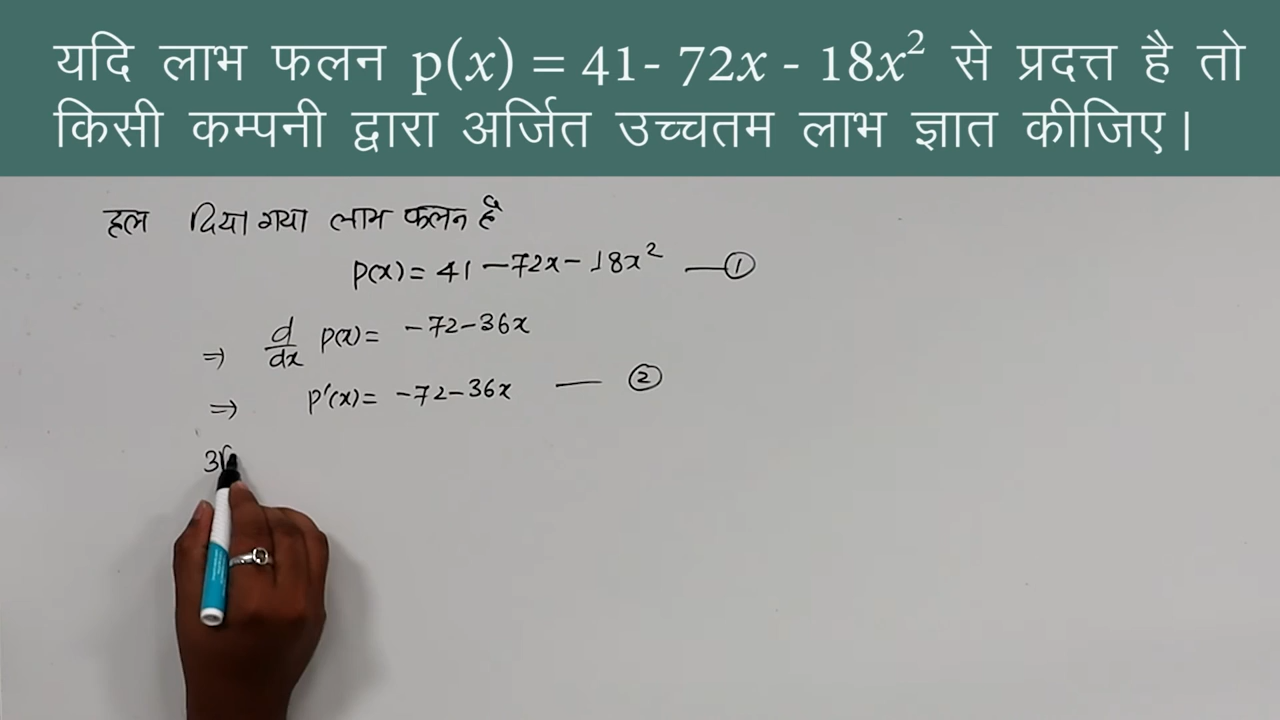 यदि लाभ फलन p(x) = 41- 72x - 18x² से प्रदत्त है तो
किसी कम्पनी द्वारा अर्जित उच्चतम लाभ ज्ञात कीजिए।
हल दिया गया लाभ फलन है
p(x) = 41 - 72x - 18x² — ①
⇒ d/dx p(x) = -72-36x
⇒ p'(x) = -72-36x — ②